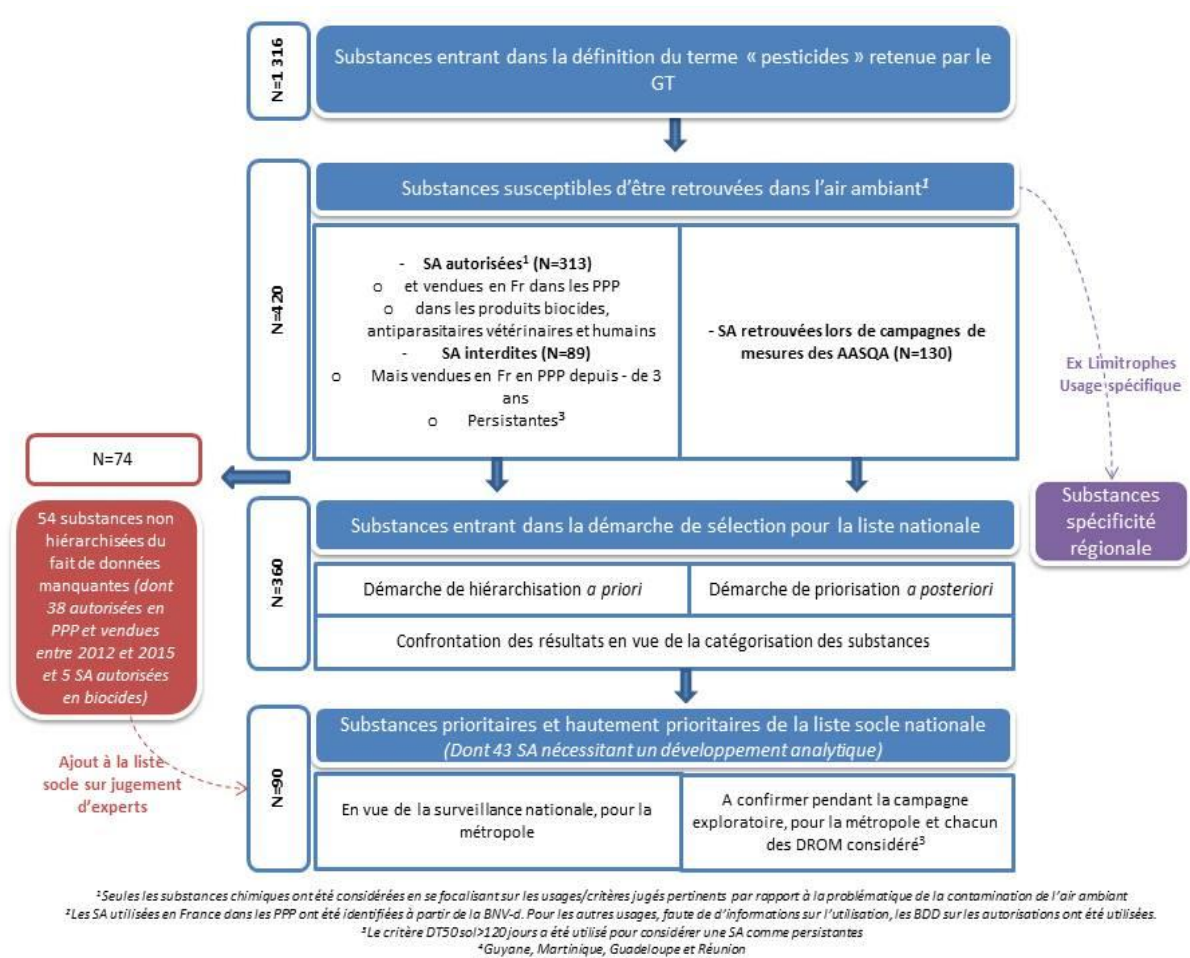 N=1 316
Substances entrant dans la définition du terme « pesticides » retenue par le
GT
N=420
Substances susceptibles d’être retrouvées dans l’air ambiant¹
- SA autorisées¹ (N=313)
o et vendues en Fr dans les PPP
o dans les produits biocides,
antiparasitaires vétérinaires et humains
- SA interdites (N=89)
o Mais vendues en Fr en PPP depuis - de 3
ans
o Persistantes³
- SA retrouvées lors de campagnes de
mesures des AASQA (N=130)
Ex Limitrophes
Usage spécifique
Substances
spécificité
régionale
N=74
54 substances non
hiérarchisées du
fait de données
manquantes (dont
38 autorisées en
PPP et vendues
entre 2012 et 2015
et 5 SA autorisées
en biocides)
Ajout à la liste
socle sur jugement
d’experts
N=360
Substances entrant dans la démarche de sélection pour la liste nationale
Démarche de hiérarchisation a priori
Démarche de priorisation a posteriori
Confrontation des résultats en vue de la catégorisation des substances
N=90
Substances prioritaires et hautement prioritaires de la liste socle nationale
(Dont 43 SA nécessitant un développement analytique)
En vue de la surveillance nationale, pour la
métropole
A confirmer pendant la campagne
exploratoire, pour la métropole et chacun
des DROM considéré³
¹Seules les substances chimiques ont été considérées en se focalisant sur les usages/critères jugés pertinents par rapport à la problématique de la contamination de l’air ambiant
²Les SA utilisées en France dans les PPP ont été identifiées à partir de la BNV-d. Pour les autres usages, faute de d’informations sur l’utilisation, les BDD sur les autorisations ont été utilisées.
³Le critère DT50 sol>120 jours a été utilisé pour considérer une SA comme persistantes
⁴Guyane, Martinique, Guadeloupe et Réunion